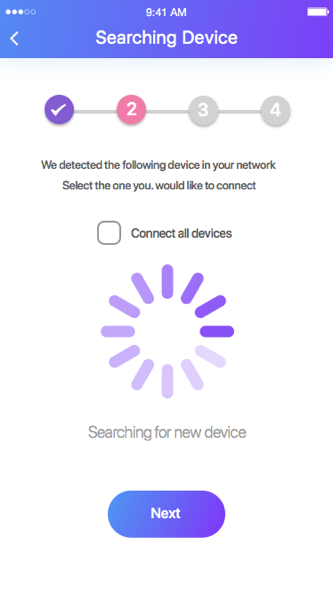 9:41 AM
Searching Device
2 3 4
We detected the following device in your network
Select the one you. would like to connect
Connect all devices
Searching for new device
Next